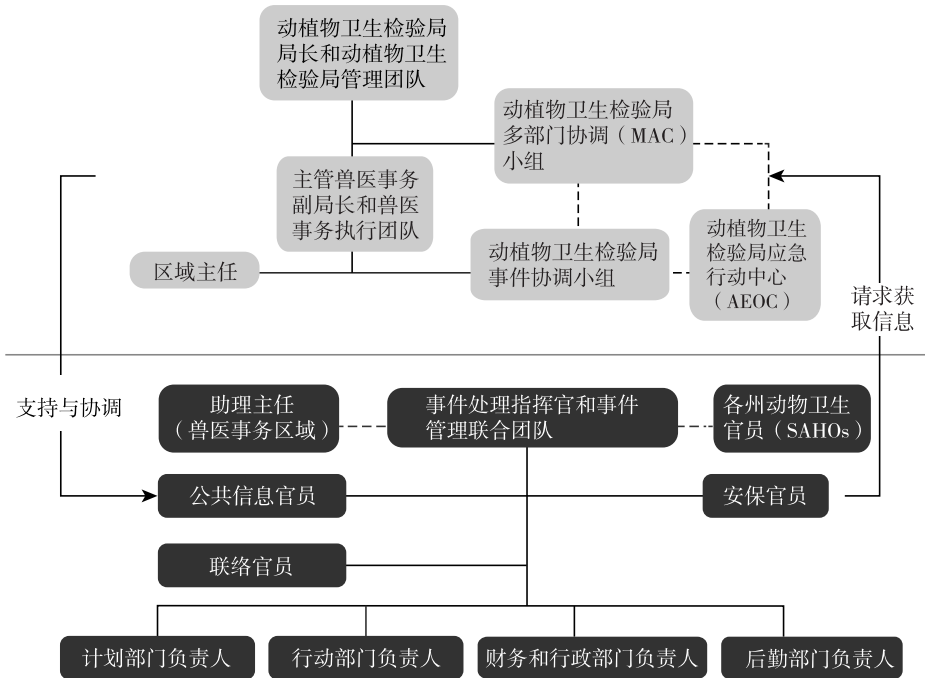 动植物卫生检验局
局长和动植物卫生
检验局管理团队
动植物卫生检验局
多部门协调（MAC）
小组
主管兽医事务
副局长和兽医
事务执行团队
动植物卫生
检验局应急
行动中心
（AEOC）
动植物卫生检验局
事件协调小组
区域主任
请求获
取信息
支持与协调
助理主任
（兽医事务区域）
事件处理指挥官和事件
管理联合团队
各州动物卫生
官员（SAHOs）
公共信息官员
安保官员
联络官员
计划部门负责人
行动部门负责人
财务和行政部门负责人
后勤部门负责人